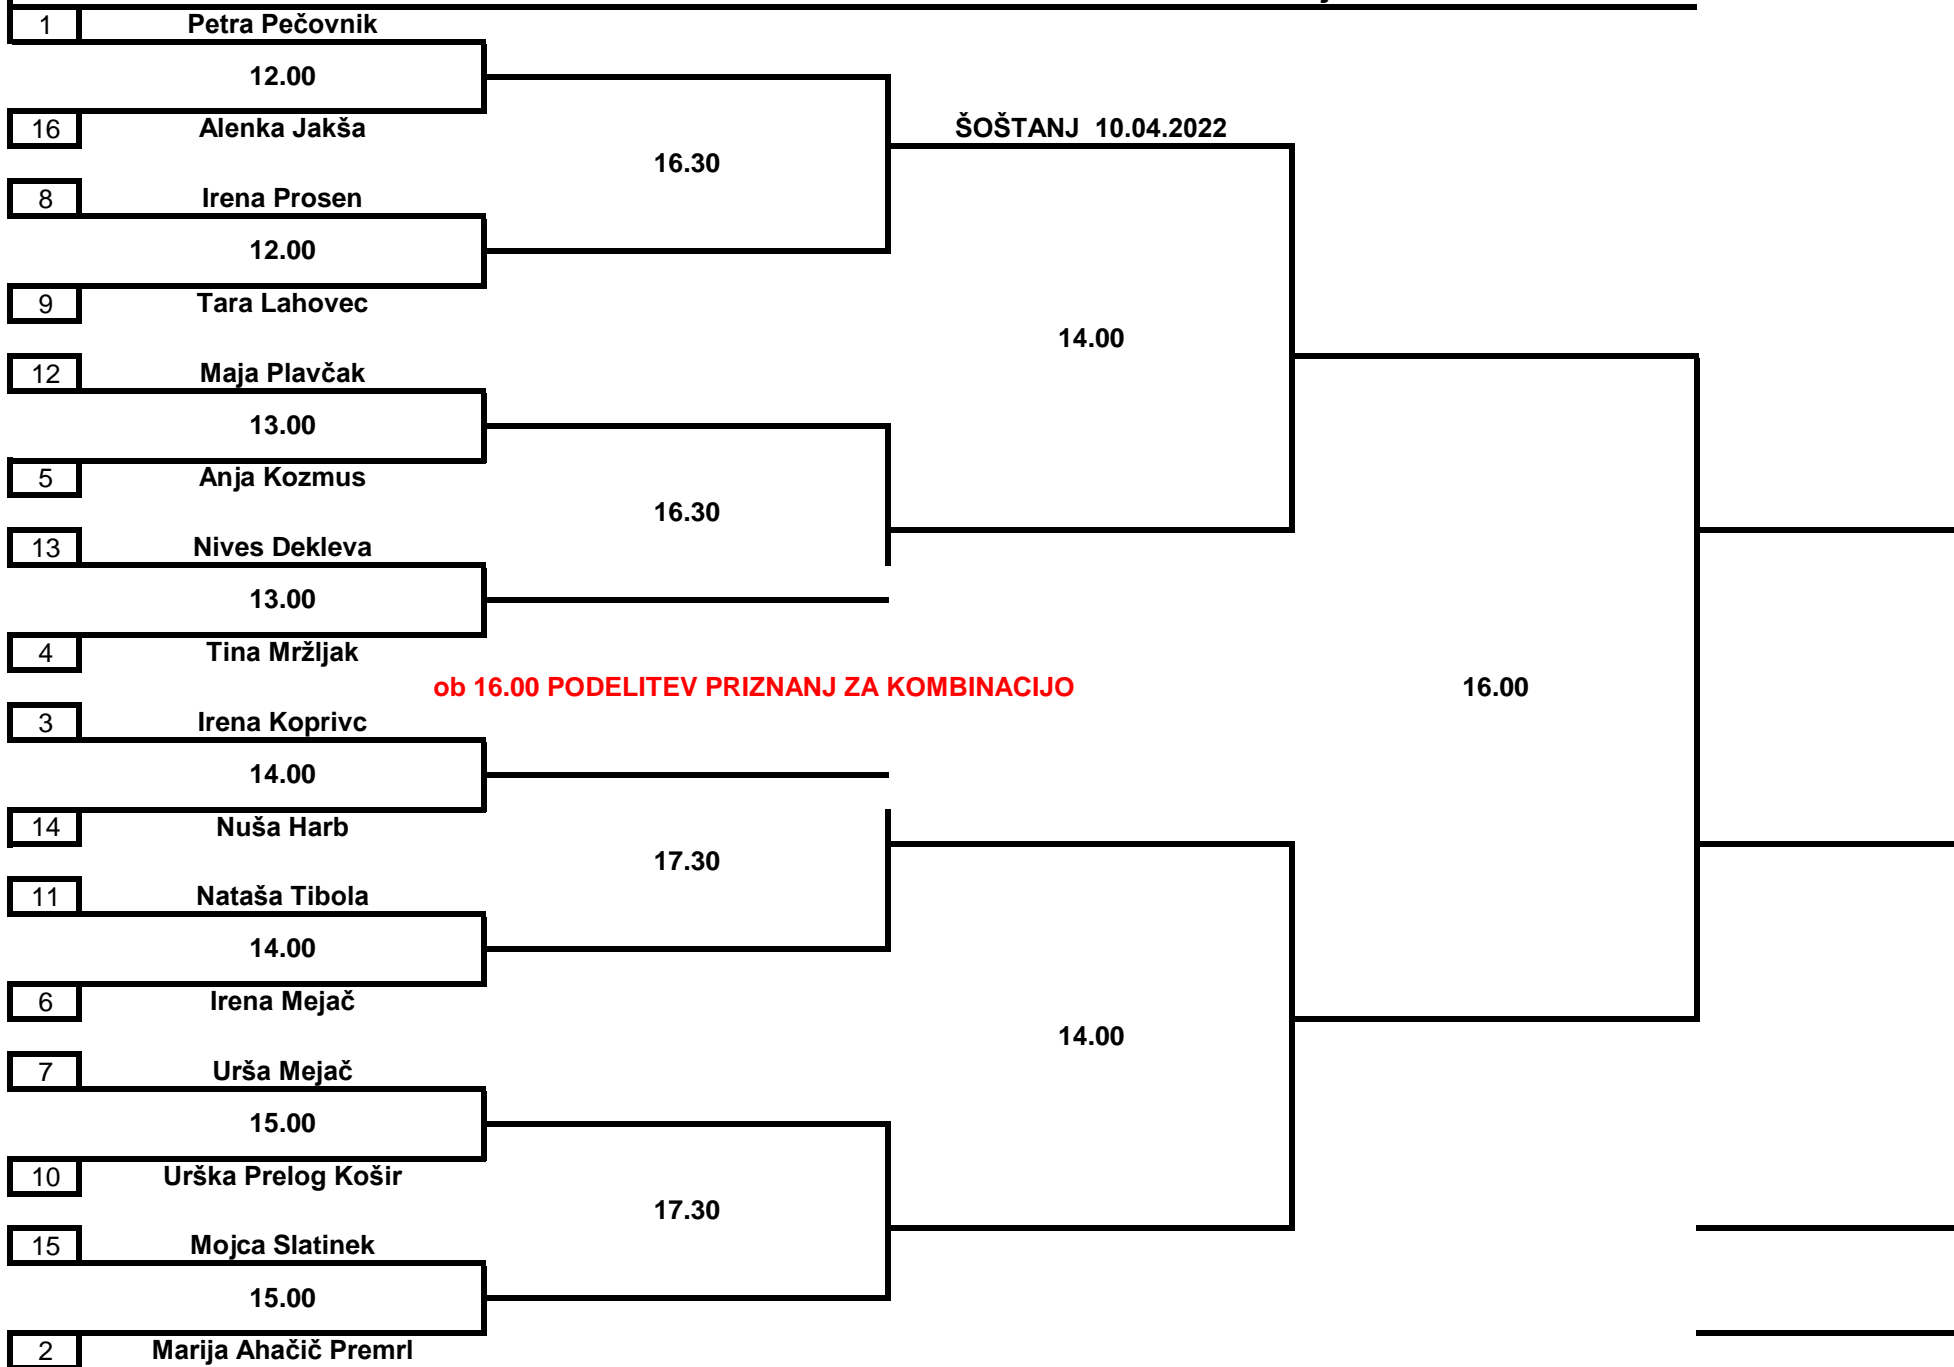 1 Petra Pečovnik
12.00
16 Alenka Jakša
ŠOŠTANJ 10.04.2022
16.30
8 Irena Prosen
12.00
9 Tara Lahovec
14.00
12 Maja Plavčak
13.00
5 Anja Kozmus
16.30
13 Nives Dekleva
13.00
4 Tina Mržljak
ob 16.00 PODELITEV PRIZNANJ ZA KOMBINACIJO
16.00
3 Irena Koprivc
14.00
14 Nuša Harb
17.30
11 Nataša Tibola
14.00
6 Irena Mejač
14.00
7 Urša Mejač
15.00
10 Urška Prelog Košir
17.30
15 Mojca Slatinek
15.00
2 Marija Ahačič Premrl